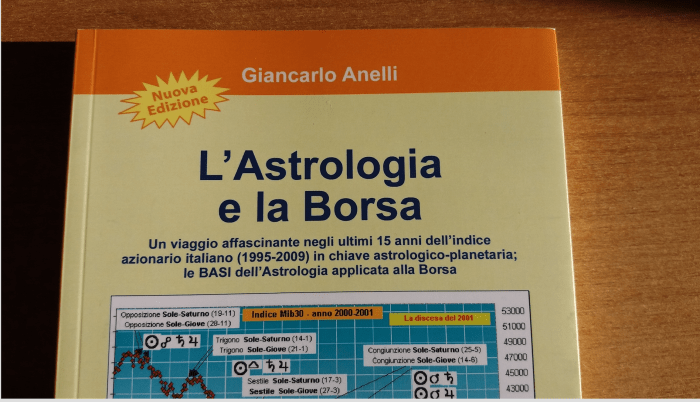 Giancarlo Anelli
Nuova
Edizione
L'Astrologia
e la Borsa
Un viaggio affascinante negli ultimi 15 anni dell'indice
azionario italiano (1995-2009) in chiave astrologico-planetaria;
le BASI dell'Astrologia applicata alla Borsa
Opposizione Sole-Saturno (19-11)
Opposizione Sole-Giove (28-11)
Indice Mib30 - anno 2000-2001
La discesa del 2001
53000
51000
49000
47000
45000
43000
Trigono Sole-Saturno (14-1)
Trigono Sole-Giove (21-1)
Congiunzione Sole-Saturno (25-5)
Congiunzione Sole-Giove (14-6)
Sestile Sole-Saturno (17-3)
Sestile Sole-Giove (27-3)